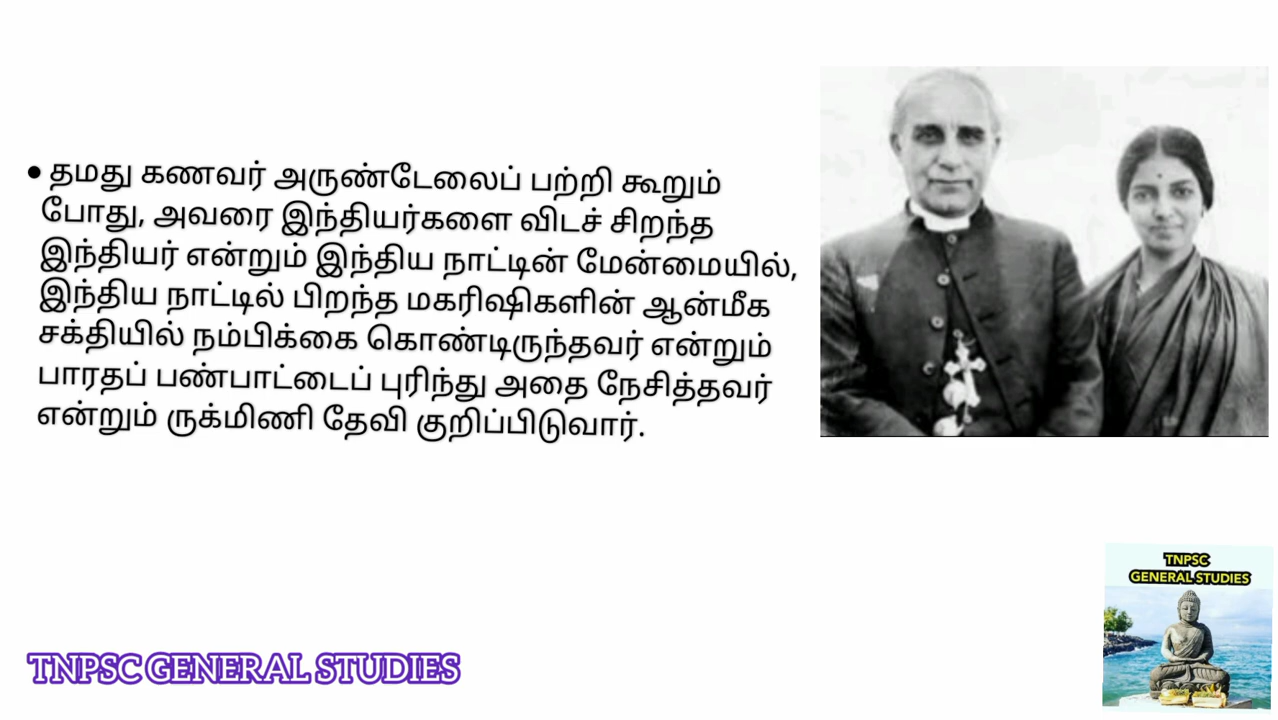 • தமது கணவர் அருண்டேலைப் பற்றி கூறும்
போது, அவரை இந்தியர்களை விடச் சிறந்த
இந்தியர் என்றும் இந்திய நாட்டின் மேன்மையில்,
இந்திய நாட்டில் பிறந்த மகரிஷிகளின் ஆன்மீக
சக்தியில் நம்பிக்கை கொண்டிருந்தவர் என்றும்
பாரதப் பண்பாட்டைப் புரிந்து அதை நேசித்தவர்
என்றும் ருக்மிணி தேவி குறிப்பிடுவார்.
TNPSC
GENERAL STUDIES
TNPSC GENERAL STUDIES